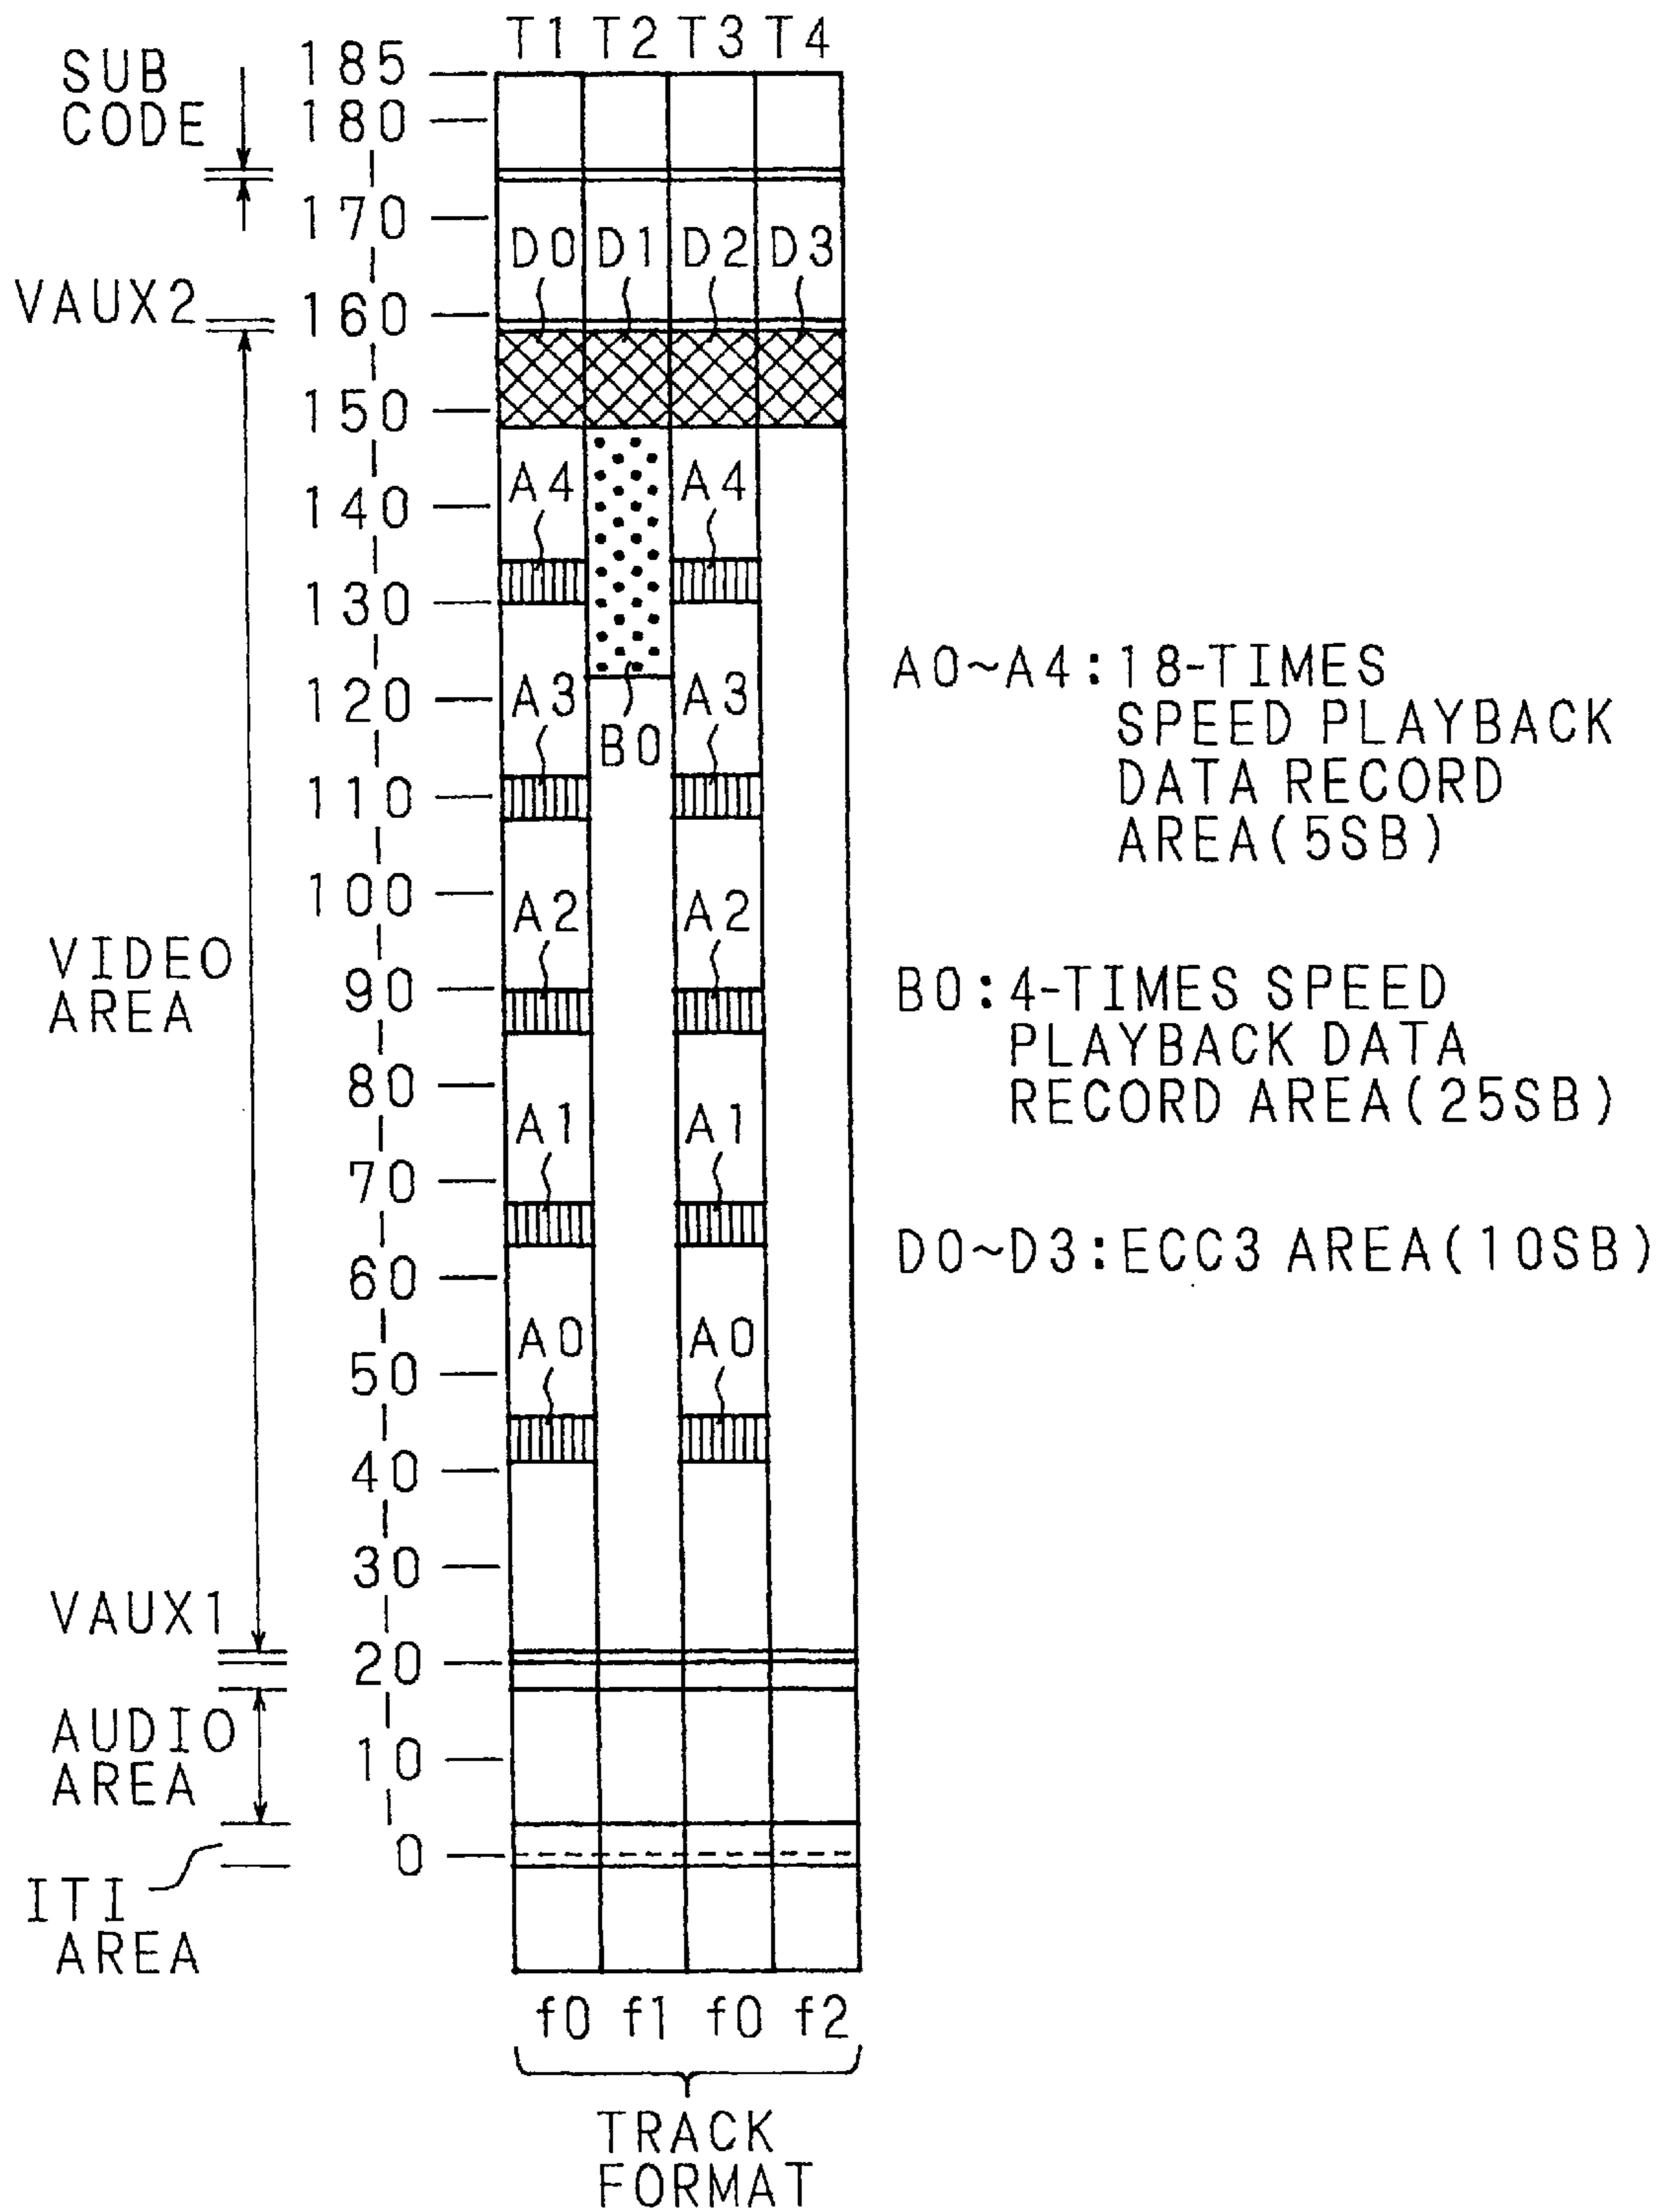 T1 T2 T3 T4
SUB
CODE
185
180
170
D0 D1 D2 D3
VAUX2
160
150
A4 A4
140
130
A3 A3
120
B0
110
100
A2 A2
VIDEO
AREA
90
80
A1 A1
70
60
A0 A0
50
40
30
VAUX1
20
AUDIO
AREA
10
0
ITI
AREA
f0 f1 f0 f2
TRACK
FORMAT
A0~A4:18-TIMES
SPEED PLAYBACK
DATA RECORD
AREA(5SB)
B0:4-TIMES SPEED
PLAYBACK DATA
RECORD AREA(25SB)
D0~D3:ECC3 AREA(10SB)